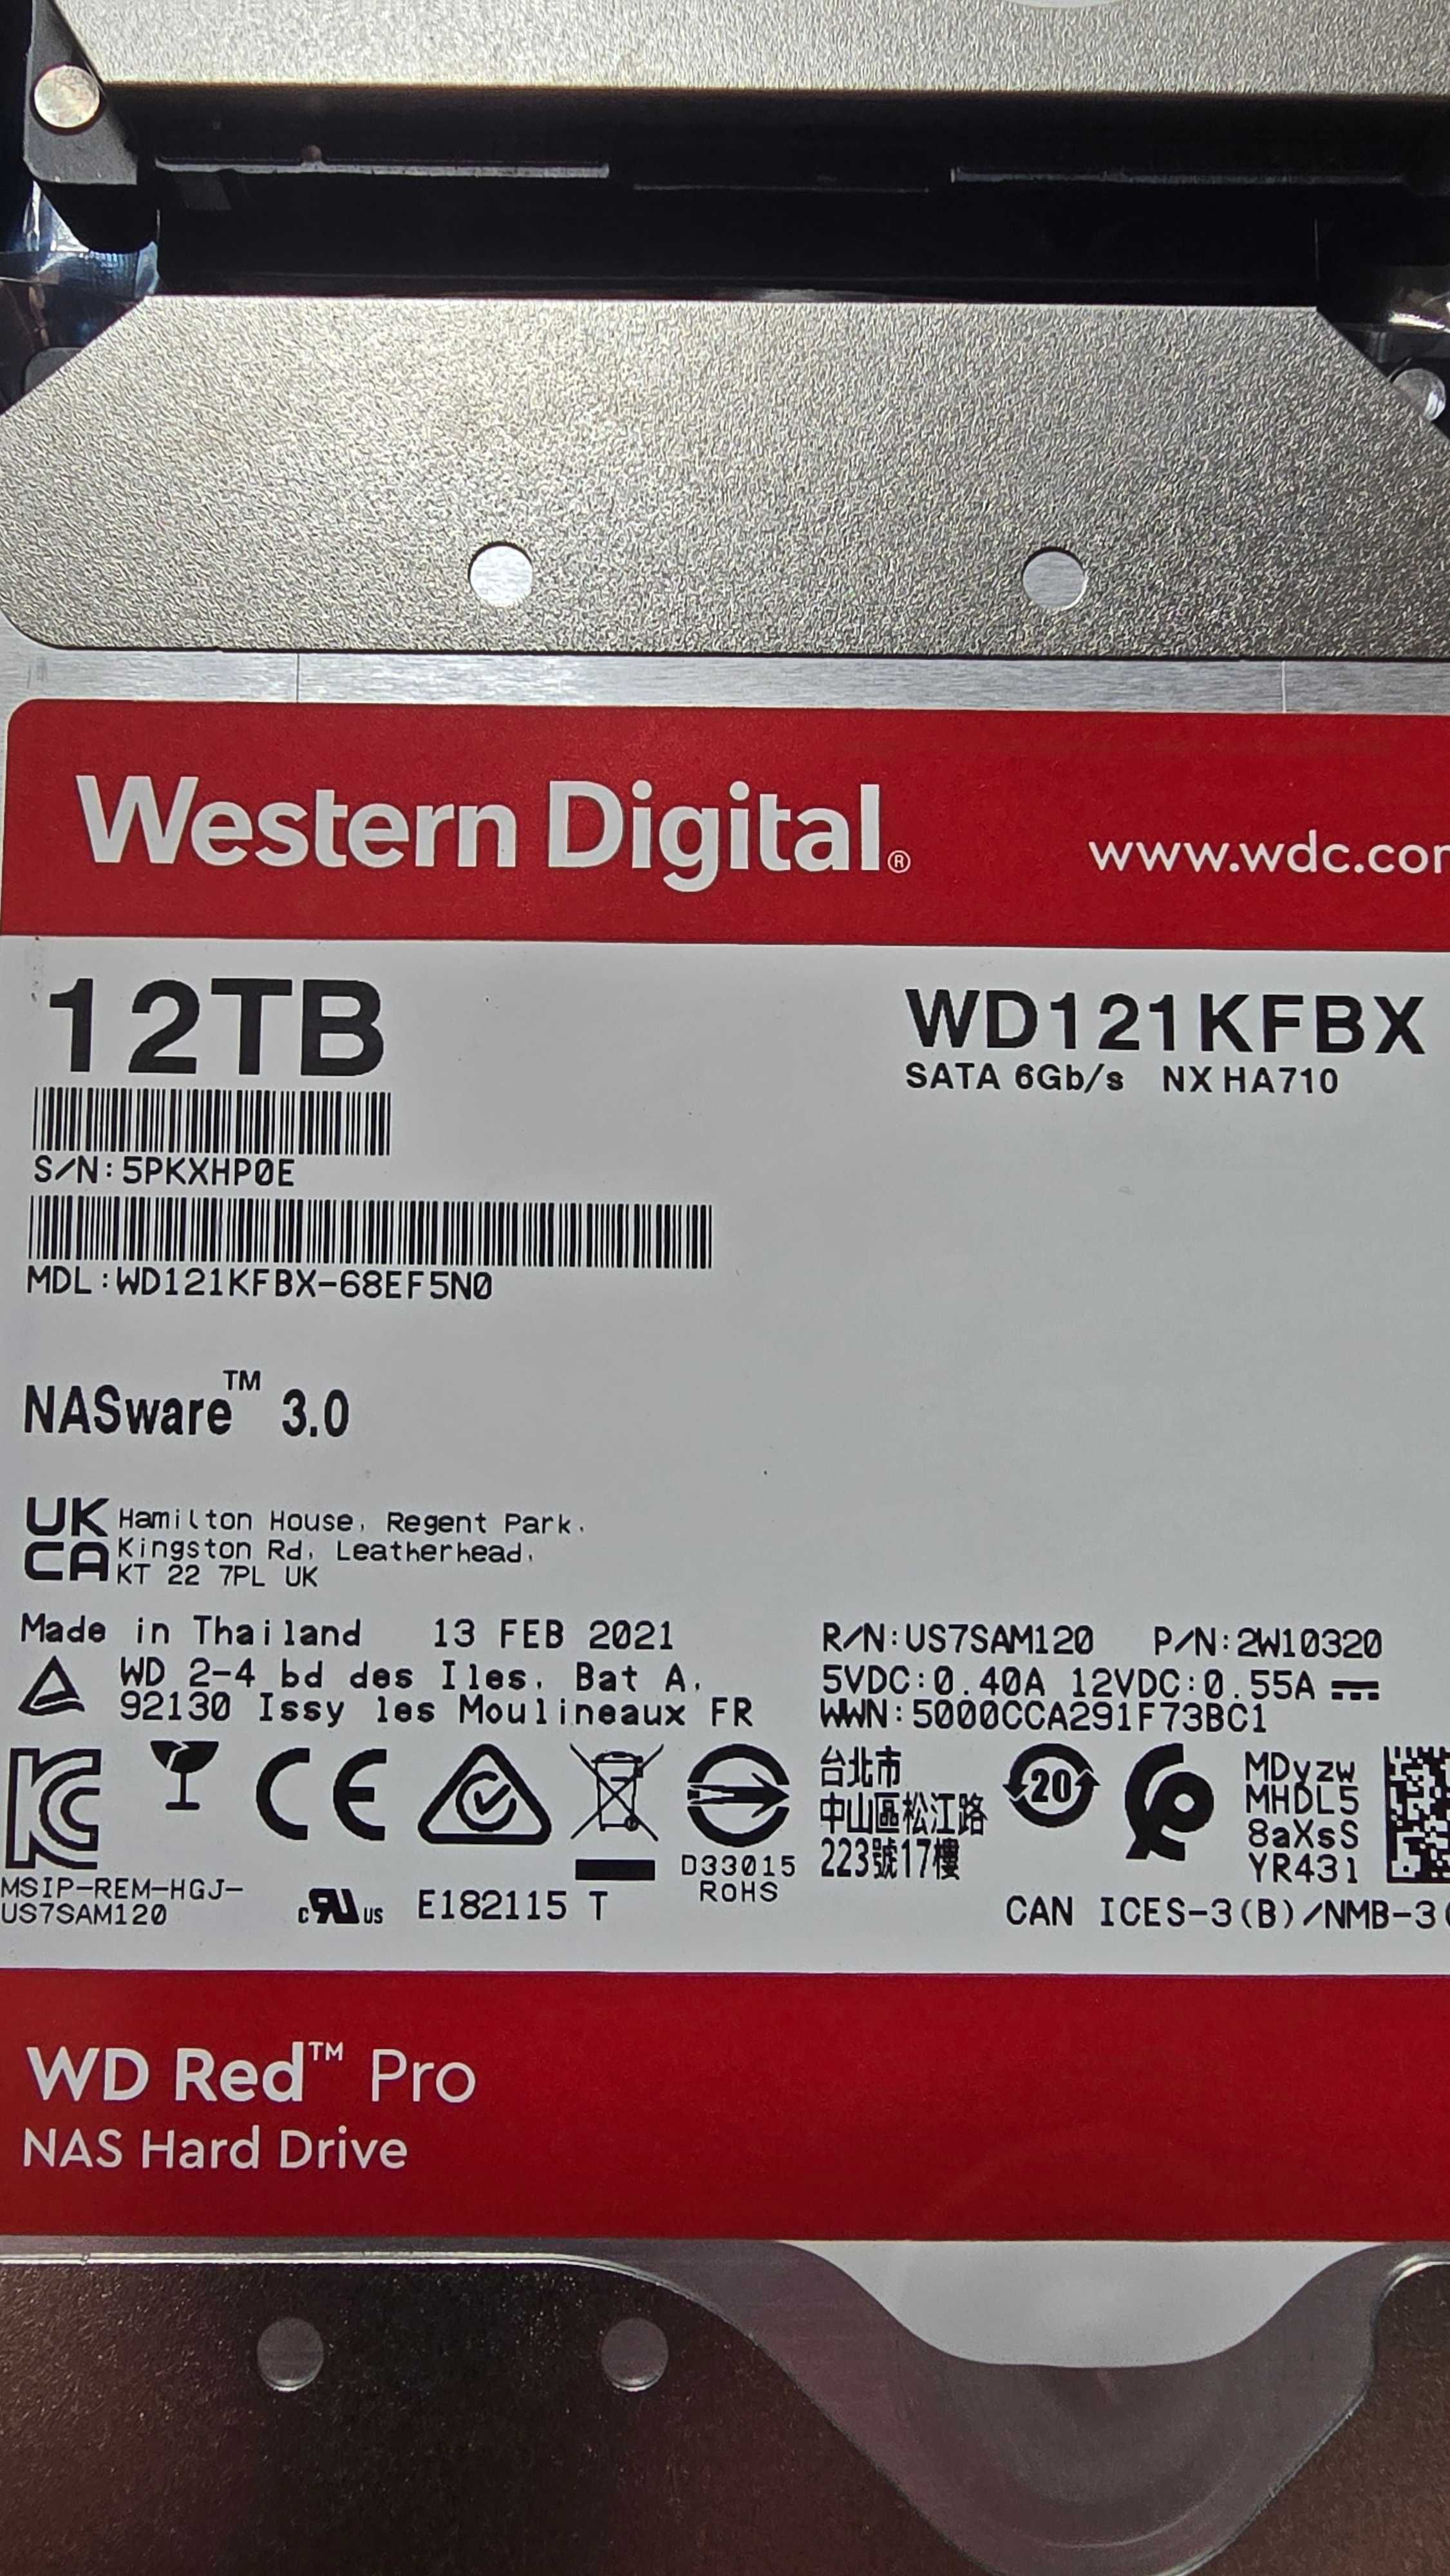 Western Digital®
www.wdc.com
12TB
WD121KFBX
SATA 6Gb/s NX HA710
S/N:5PKXHP0E
MDL:WD121KFBX-68EF5N0
NASware™ 3.0
UK
CA
Hamilton House, Regent Park,
Kingston Rd, Leatherhead,
KT 22 7PL UK
Made in Thailand 13 FEB 2021
WD 2-4 bd des Iles, Bat A,
92130 Issy les Moulineaux FR
R/N:US7SAM120 P/N:2W10320
5VDC:0.40A 12VDC:0.55A
WWN:5000CCA291F73BC1
CE
D33015
RoHS
台北市
中山區松江路
223號17樓
20
MDyzw
MHDL5
8aXsS
YR431
MSIP-REM-HGJ-
US7SAM120
c RU US E182115 T
CAN ICES-3(B)/NMB-3(
WD Red™ Pro
NAS Hard Drive